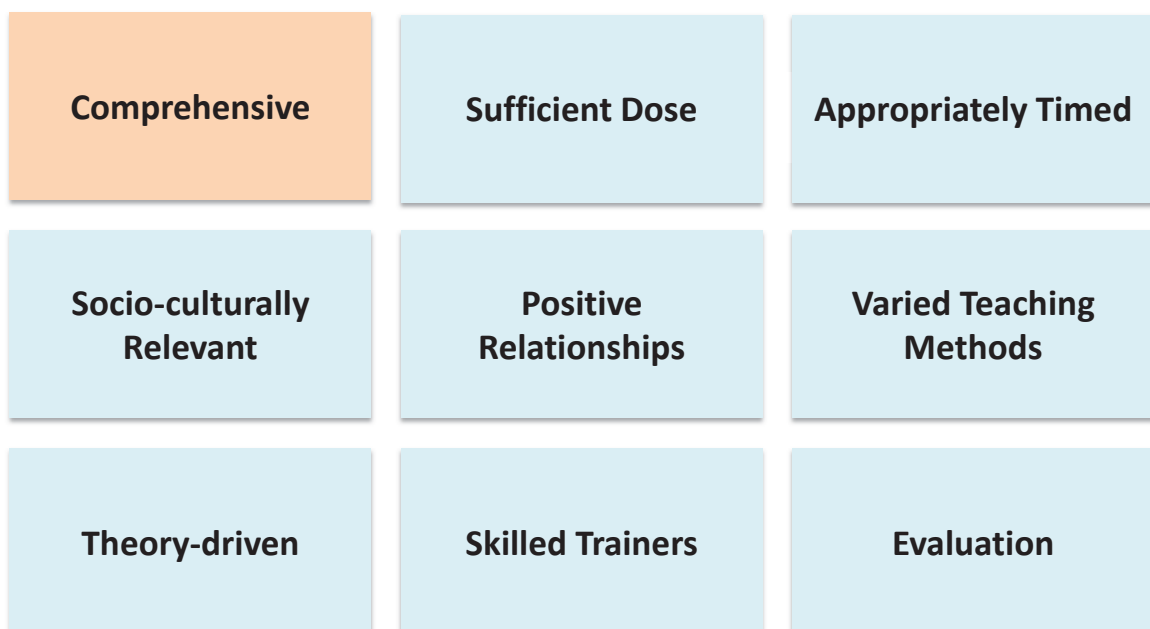 Comprehensive
Sufficient Dose
Appropriately Timed
Socio-culturally
Relevant
Positive
Relationships
Varied Teaching
Methods
Theory-driven
Skilled Trainers
Evaluation